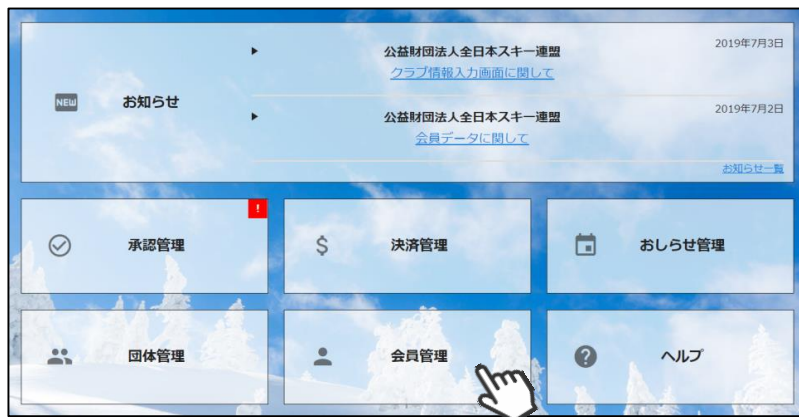 2019年7月3日
▶ 公益財団法人全日本スキー連盟
クラブ情報入力画面に関して
NEW お知らせ
2019年7月2日
▶ 公益財団法人全日本スキー連盟
会員データに関して
お知らせ一覧
!
承認管理
$ 決済管理
おしらせ管理
団体管理
会員管理
? ヘルプ